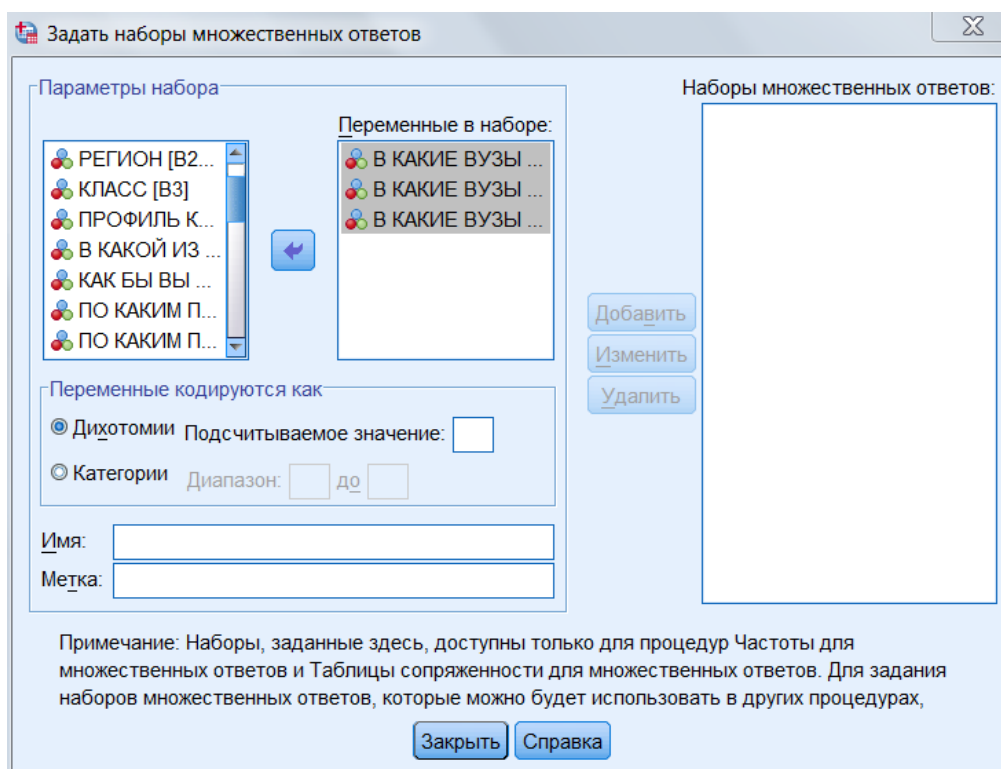 Задать наборы множественных ответов
Параметры набора
РЕГИОН [В2...
КЛАСС [В3]
ПРОФИЛЬ К...
В КАКОЙ ИЗ ...
КАК БЫ ВЫ ...
ПО КАКИМ П...
ПО КАКИМ П...
Переменные в наборе:
В КАКИЕ ВУЗЫ ...
В КАКИЕ ВУЗЫ ...
В КАКИЕ ВУЗЫ ...
Переменные кодируются как
Дихотомии Подсчитываемое значение:
Категории Диапазон: до
Имя:
Метка:
Добавить
Изменить
Удалить
Наборы множественных ответов:
Примечание: Наборы, заданные здесь, доступны только для процедур Частоты для
множественных ответов и Таблицы сопряженности для множественных ответов. Для задания
наборов множественных ответов, которые можно будет использовать в других процедурах,
Закрыть Справка